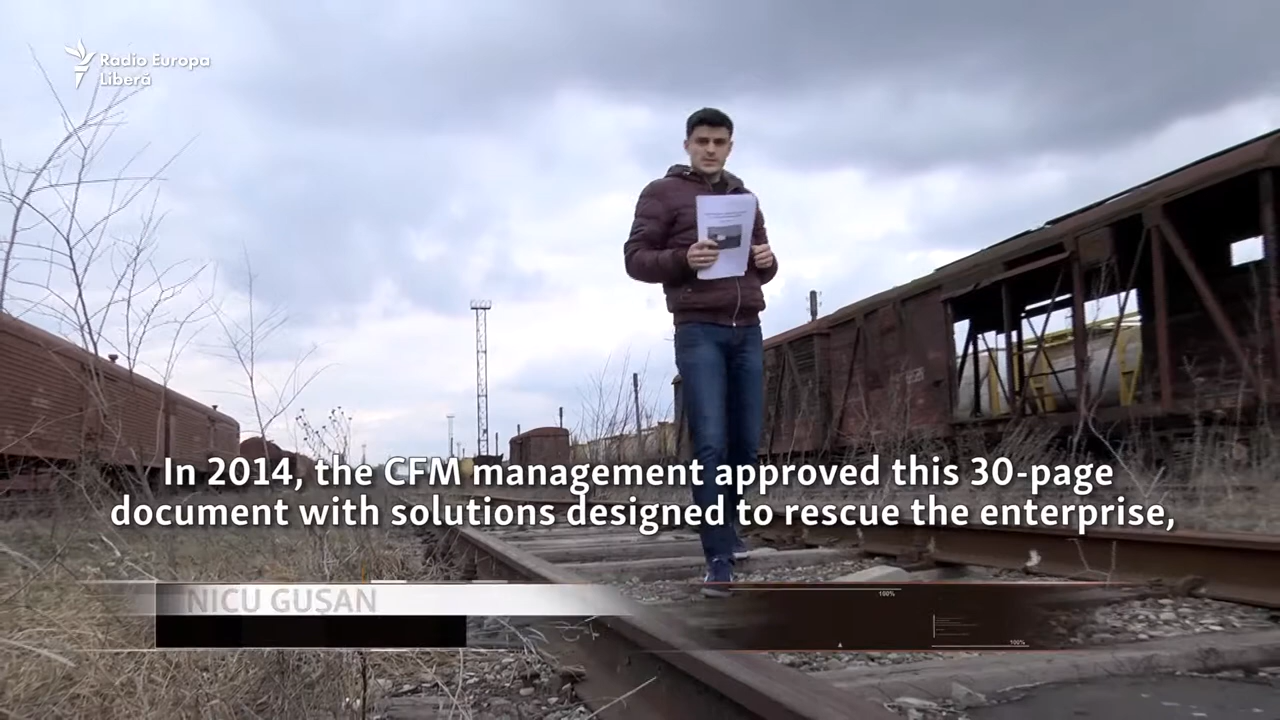 Radio Europa
Liberă
In 2014, the CFM management approved this 30-page
document with solutions designed to rescue the enterprise,
NICU GUȘAN
100%
100%